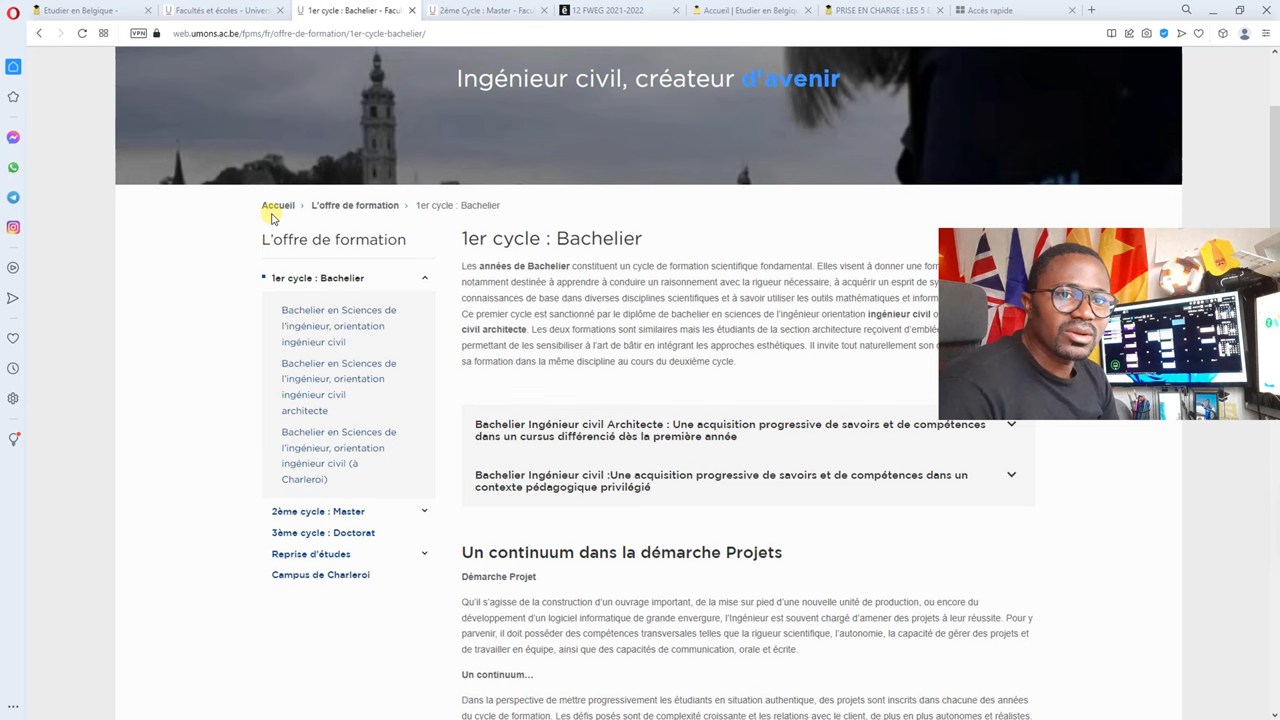 Etudier en Belgique -
Facultés et écoles - Univers
1er cycle : Bachelier - Facu
2ème Cycle : Master - Facu
12 FWEG 2021-2022
Accueil | Etudier en Belgiq
PRISE EN CHARGE : LES 5 É
Accès rapide
VPN
web.umons.ac.be/fpms/fr/offre-de-formation/1er-cycle-bachelier/
Ingénieur civil, créateur d'avenir
Accueil › L'offre de formation › 1er cycle : Bachelier
L'offre de formation
1er cycle : Bachelier
Bachelier en Sciences de
l'ingénieur, orientation
ingénieur civil
Bachelier en Sciences de
l'ingénieur, orientation
ingénieur civil
architecte
Bachelier en Sciences de
l'ingénieur, orientation
ingénieur civil (à
Charleroi)
2ème cycle : Master
3ème cycle : Doctorat
Reprise d'études
Campus de Charleroi
1er cycle : Bachelier
Les années de Bachelier constituent un cycle de formation scientifique fondamental. Elles visent à donner une form
notamment destinée à apprendre à conduire un raisonnement avec la rigueur nécessaire, à acquérir un esprit de sy
connaissances de base dans diverses disciplines scientifiques et à savoir utiliser les outils mathématiques et inform
Ce premier cycle est sanctionné par le diplôme de bachelier en sciences de l'ingénieur orientation ingénieur civil o
civil architecte. Les deux formations sont similaires mais les étudiants de la section architecture reçoivent d'emblé
permettant de les sensibiliser à l'art de bâtir en intégrant les approches esthétiques. Il invite tout naturellement son
sa formation dans la même discipline au cours du deuxième cycle.
Bachelier Ingénieur civil Architecte : Une acquisition progressive de savoirs et de compétences
dans un cursus différencié dès la première année
Bachelier Ingénieur civil :Une acquisition progressive de savoirs et de compétences dans un
contexte pédagogique privilégié
Un continuum dans la démarche Projets
Démarche Projet
Qu'il s'agisse de la construction d'un ouvrage important, de la mise sur pied d'une nouvelle unité de production, ou encore du
développement d'un logiciel informatique de grande envergure, l'Ingénieur est souvent chargé d'amener des projets à leur réussite. Pour y
parvenir, il doit posséder des compétences transversales telles que la rigueur scientifique, l'autonomie, la capacité de gérer des projets et
de travailler en équipe, ainsi que des capacités de communication, orale et écrite.
Un continuum…
Dans la perspective de mettre progressivement les étudiants en situation authentique, des projets sont inscrits dans chacune des années
du cycle de formation. Les défis posés sont de complexité croissante et les relations avec le client, de plus en plus autonomes et réalistes.